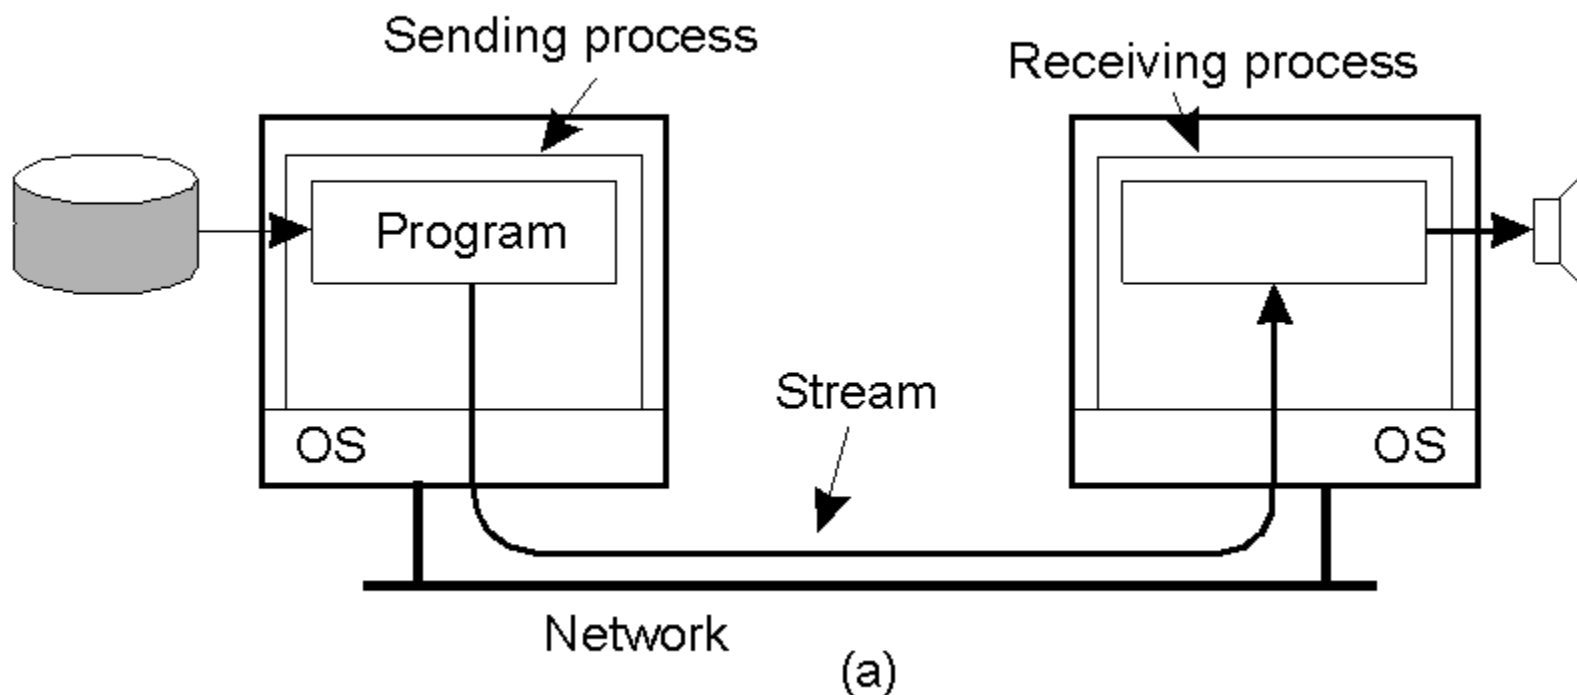 Sending process
Receiving process
Program
Stream
OS
OS
Network
(a)